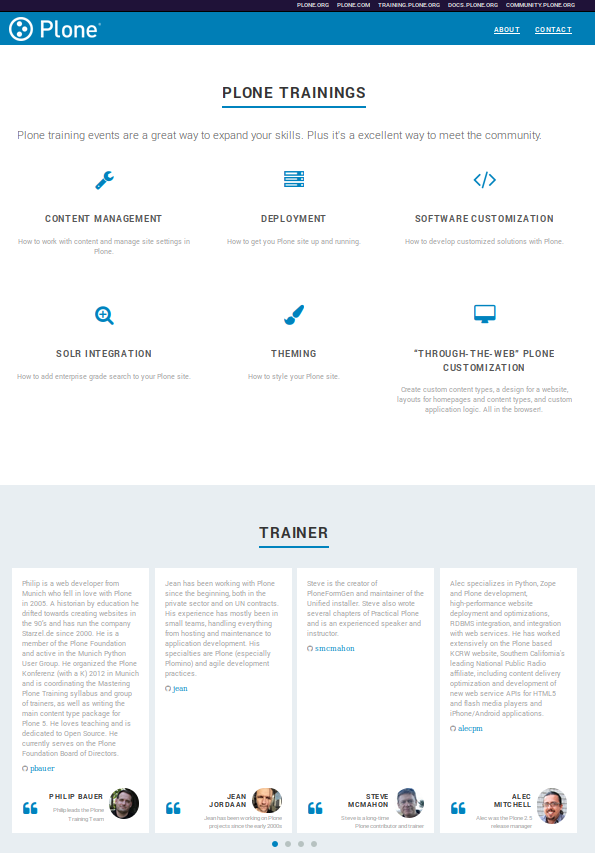 PLONE.ORG PLONE.COM TRAINING.PLONE.ORG DOCS.PLONE.ORG COMMUNITY.PLONE.ORG
Plone
ABOUT CONTACT
PLONE TRAININGS
Plone training events are a great way to expand your skills. Plus it's a excellent way to meet the community.
CONTENT MANAGEMENT
How to work with content and manage site settings in
Plone.
DEPLOYMENT
How to get you Plone site up and running.
SOFTWARE CUSTOMIZATION
How to develop customized solutions with Plone.
SOLR INTEGRATION
How to add enterprise grade search to your Plone site.
THEMING
How to style your Plone site.
"THROUGH-THE-WEB" PLONE
CUSTOMIZATION
Create custom content types, a design for a website,
layouts for homepages and content types, and custom
application logic. All in the browser!.
TRAINER
Philip is a web developer from
Munich who fell in love with Plone
in 2005. A historian by education he
drifted towards creating websites in
the 90's and has run the company
Starzel.de since 2000. He is a
member of the Plone Foundation
and active in the Munich Python
User Group. He organized the Plone
Konferenz (with a K) 2012 in Munich
and is coordinating the Mastering
Plone Training syllabus and group
of trainers, as well as writing the
main content type package for
Plone 5. He loves teaching and is
dedicated to Open Source. He
currently serves on the Plone
Foundation Board of Directors.
pbauer
PHILIP BAUER
Philip leads the Plone
Training Team
Jean has been working with Plone
since the beginning, both in the
private sector and on UN contracts.
His experience has mostly been in
small teams, handling everything
from hosting and maintenance to
application development. His
specialties are Plone (especially
Plomino) and agile development
practices.
jean
JEAN
JORDAAN
Jean has been working on Plone
projects since the early 2000s
Steve is the creator of
PloneFormGen and maintainer of the
Unified installer. Steve also wrote
several chapters of Practical Plone
and is an experienced speaker and
instructor.
smcmahon
STEVE
MCMAHON
Steve is a long-time
Plone contributor and trainer
Alec specializes in Python, Zope
and Plone development,
high-performance website
deployment and optimizations,
RDBMS integration, and integration
with web services. He has worked
extensively on the Plone based
KCRW website, Southern California's
leading National Public Radio
affiliate, including content delivery
optimization and development of
new web service APIs for HTML5
and flash media players and
iPhone/Android applications.
alecpm
ALEC
MITCHELL
Alec was the Plone 2.5
release manager